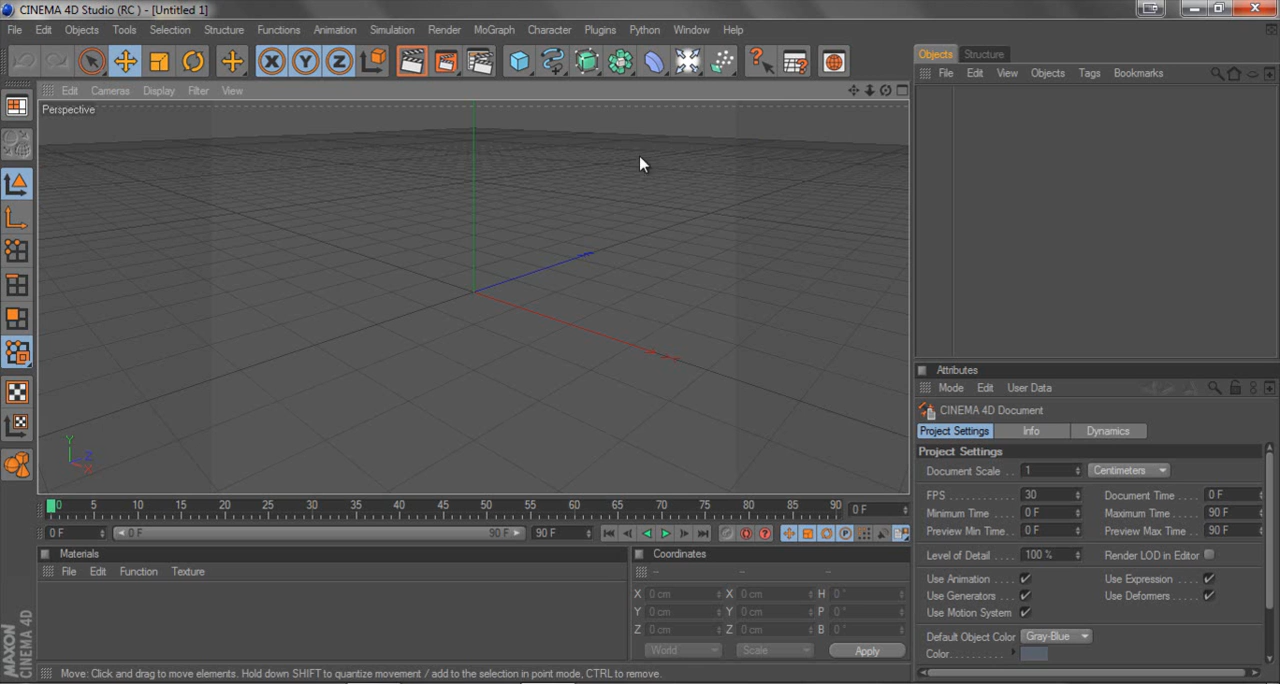 CINEMA 4D Studio (RC ) - [Untitled 1]
File Edit Objects Tools Selection Structure Functions Animation Simulation Render MoGraph Character Plugins Python Window Help
X Y Z
Objects Structure
File Edit View Objects Tags Bookmarks
Edit Cameras Display Filter View
Perspective
Y
Z
X
Attributes
Mode Edit User Data
CINEMA 4D Document
Project Settings Info Dynamics
Project Settings
Document Scale . . 1 Centimeters
FPS . . . . . . . . . . . 30 Document Time . . . . 0 F
Minimum Time . . . . 0 F Maximum Time . . . . . 90 F
Preview Min Time . . 0 F Preview Max Time . . 90 F
Level of Detail . . . . 100 % Render LOD in Editor
Use Animation . . . . Use Expression . . . .
Use Generators . . . Use Deformers . . . .
Use Motion System
Default Object Color Gray-Blue
Color. . . . . . . . .
0 5 10 15 20 25 30 35 40 45 50 55 60 65 70 75 80 85 90 0 F
0 F 0 F 90 F 90 F
Materials
File Edit Function Texture
Coordinates
-- -- --
X 0 cm X 0 cm H 0 °
Y 0 cm Y 0 cm P 0 °
Z 0 cm Z 0 cm B 0 °
World Scale Apply
MAXON
CINEMA 4D
Move: Click and drag to move elements. Hold down SHIFT to quantize movement / add to the selection in point mode, CTRL to remove.